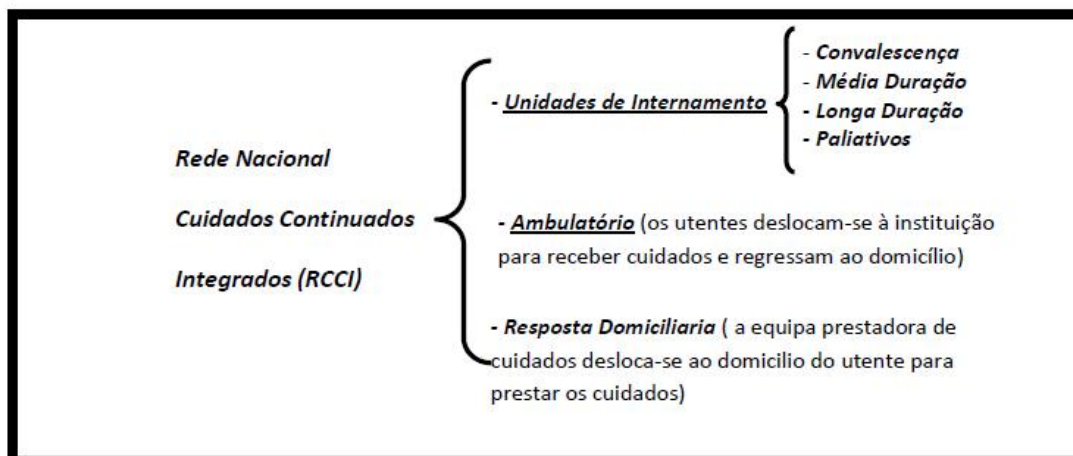 Rede Nacional
Cuidados Continuados
Integrados (RCCI)
- Unidades de Internamento
- Convalescença
- Média Duração
- Longa Duração
- Paliativos
- Ambulatório (os utentes deslocam-se à instituição
para receber cuidados e regressam ao domicílio)
- Resposta Domiciliaria ( a equipa prestadora de
cuidados desloca-se ao domicilio do utente para
prestar os cuidados)